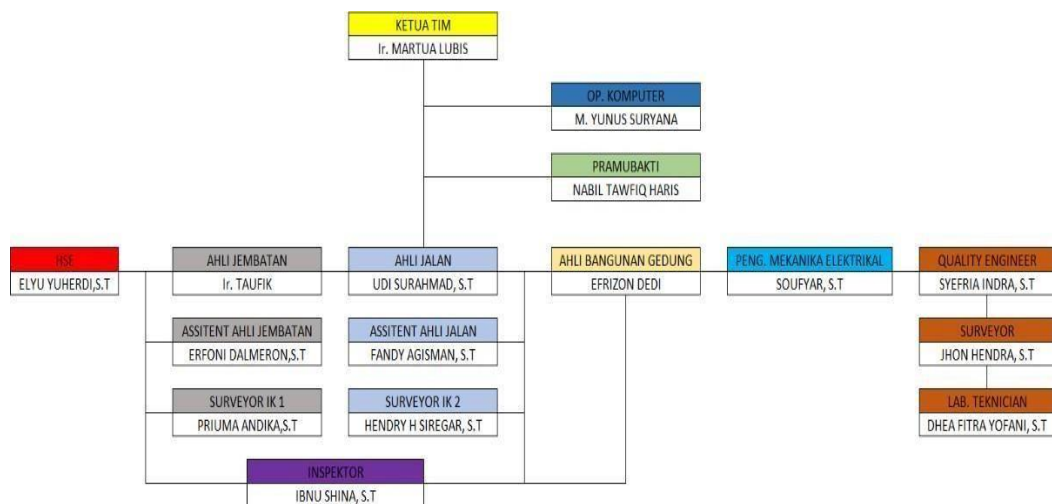 KETUA TIM
Ir. MARTUA LUBIS
OP. KOMPUTER
M. YUNUS SURYANA
PRAMUBAKTI
NABIL TAWFIQ HARIS
HSE
ELYU YUHERDI,S.T
AHLI JEMBATAN
Ir. TAUFIK
AHLI JALAN
UDI SURAHMAD, S.T
AHLI BANGUNAN GEDUNG
EFRIZON DEDI
PENG. MEKANIKA ELEKTRIKAL
SOUFYAR, S.T
QUALITY ENGINEER
SYEFRIA INDRA, S.T
ASSITENT AHLI JEMBATAN
ERFONI DALMERON,S.T
ASSITENT AHLI JALAN
FANDY AGISMAN, S.T
SURVEYOR
JHON HENDRA, S.T
SURVEYOR IK 1
PRIUMA ANDIKA,S.T
SURVEYOR IK 2
HENDRY H SIREGAR, S.T
LAB. TEKNICIAN
DHEA FITRA YOFANI, S.T
INSPEKTOR
IBNU SHINA, S.T